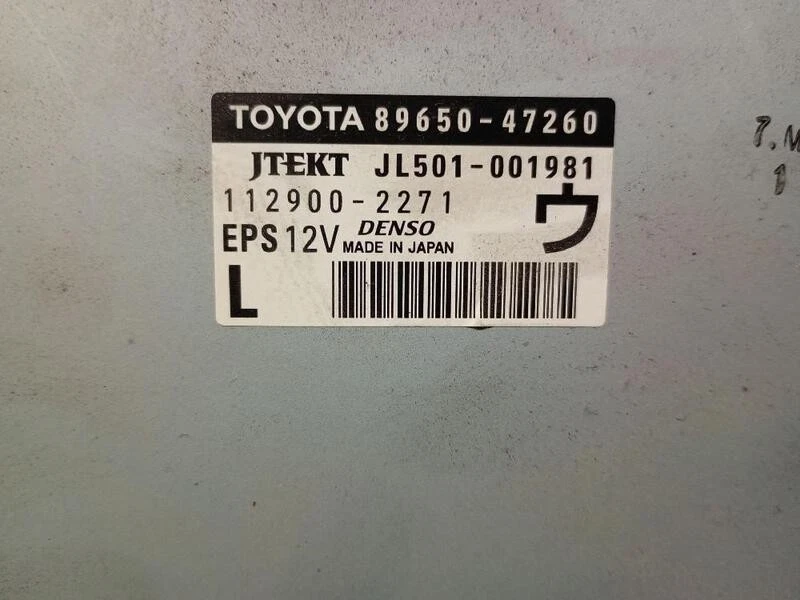 TOYOTA 89650-47260
JTEKT JL501-001981
112900-2271
ウ
EPS 12V DENSO
MADE IN JAPAN
L